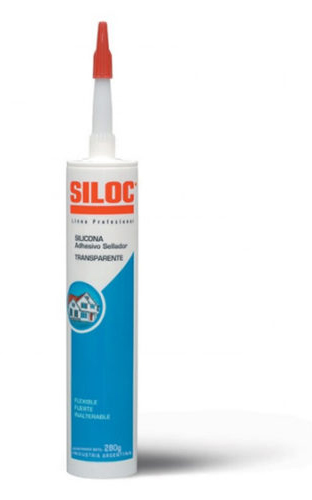 SILOC
Línea Profesional
SILICONA
Adhesivo Sellador
TRANSPARENTE
FLEXIBLE
FUERTE
INALTERABLE
280g
INDUSTRIA ARGENTINA